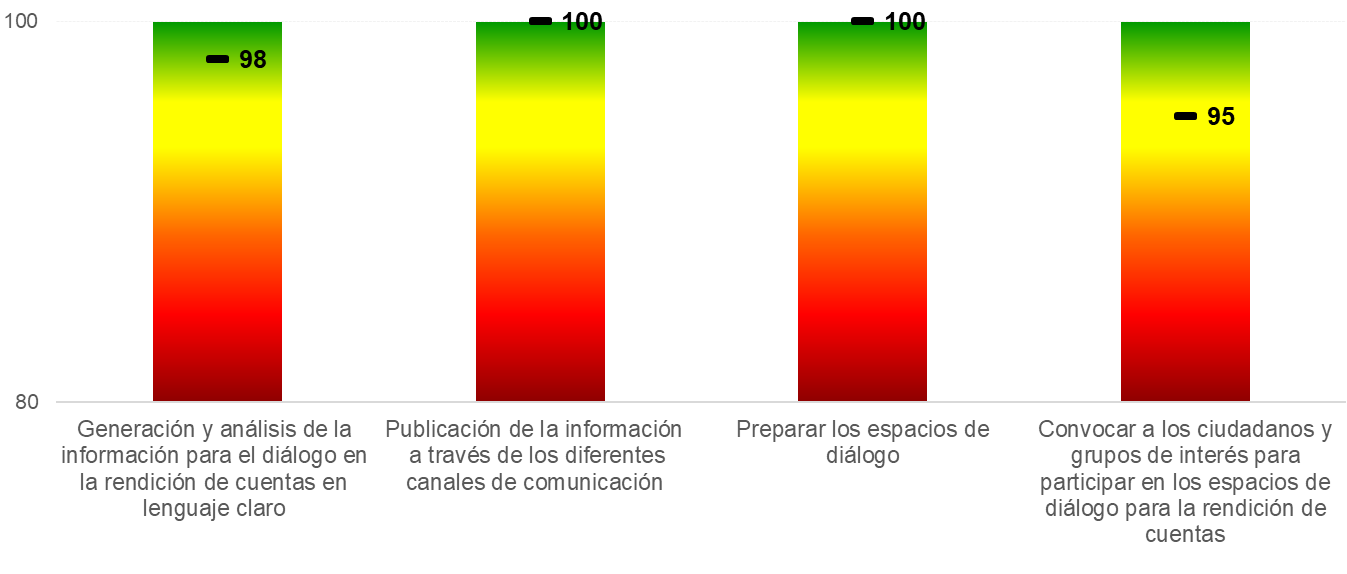 100
98
100
100
95
80
Generación y análisis de la
información para el diálogo en
la rendición de cuentas en
lenguaje claro
Publicación de la información
a través de los diferentes
canales de comunicación
Preparar los espacios de
diálogo
Convocar a los ciudadanos y
grupos de interés para
participar en los espacios de
diálogo para la rendición de
cuentas